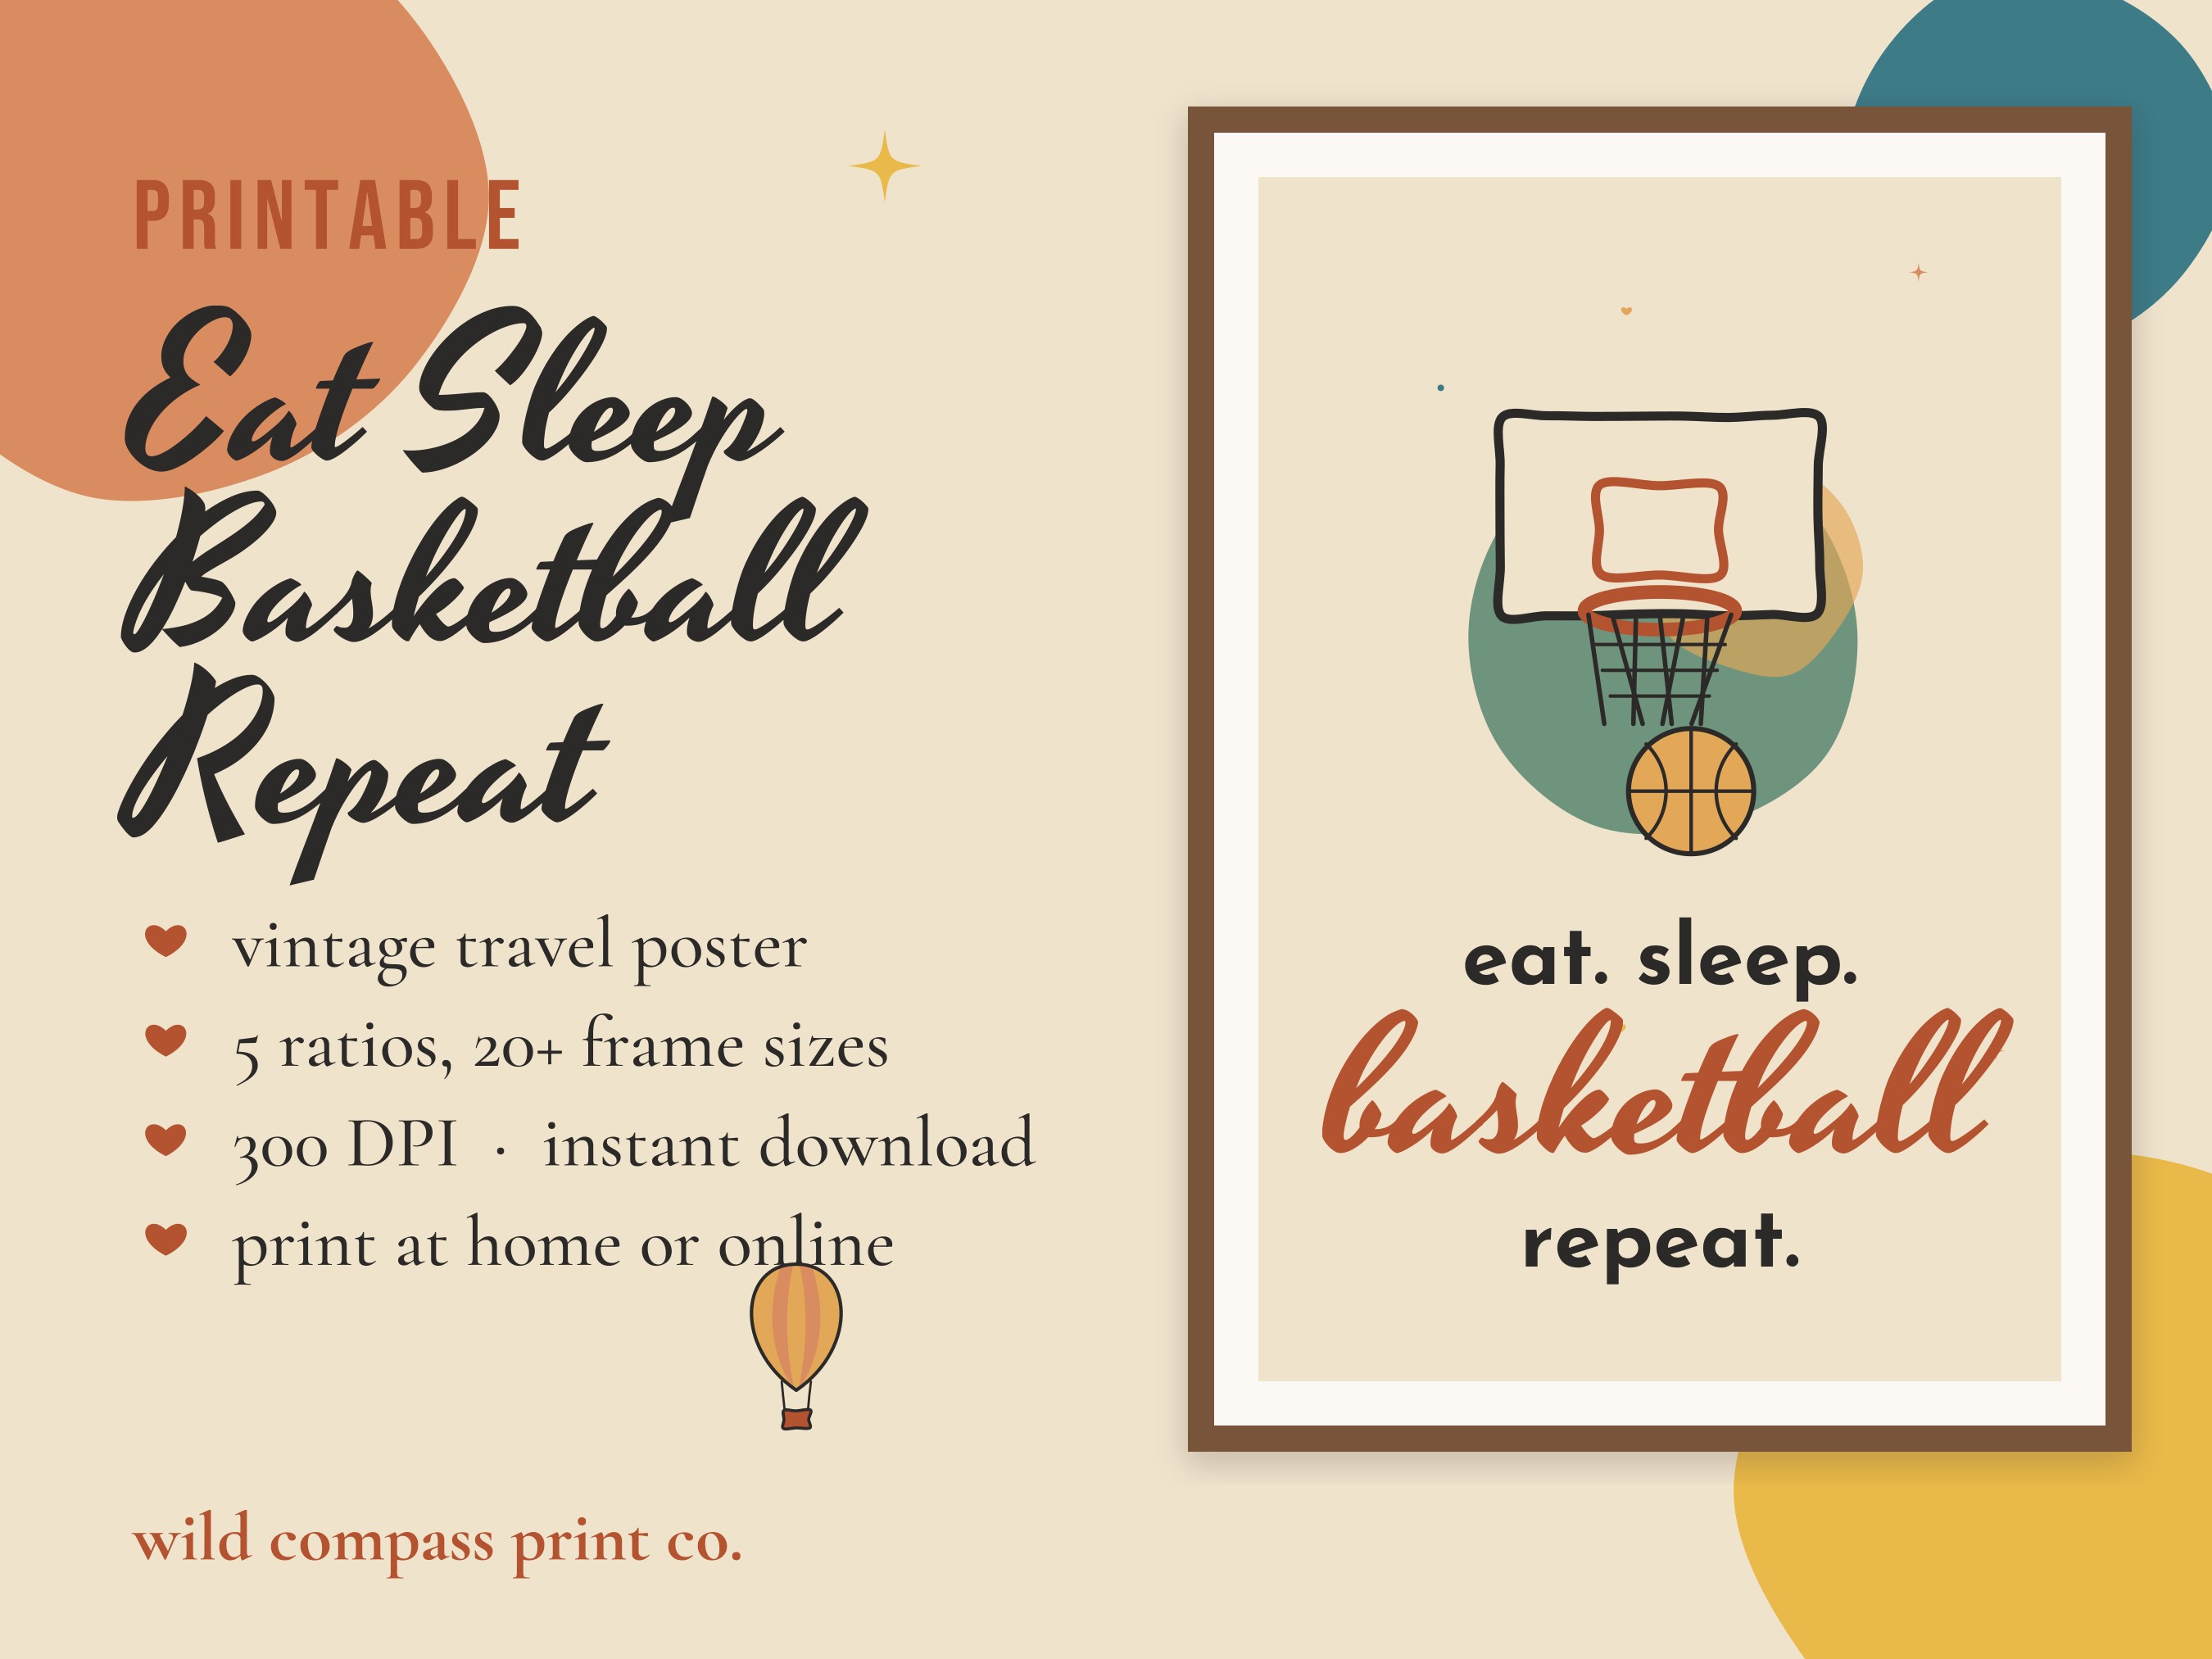 PRINTABLE
Eat Sleep
Basketball
Repeat
vintage travel poster
5 ratios, 20+ frame sizes
300 DPI · instant download
print at home or online
wild compass print co.
eat. sleep.
basketball
repeat.